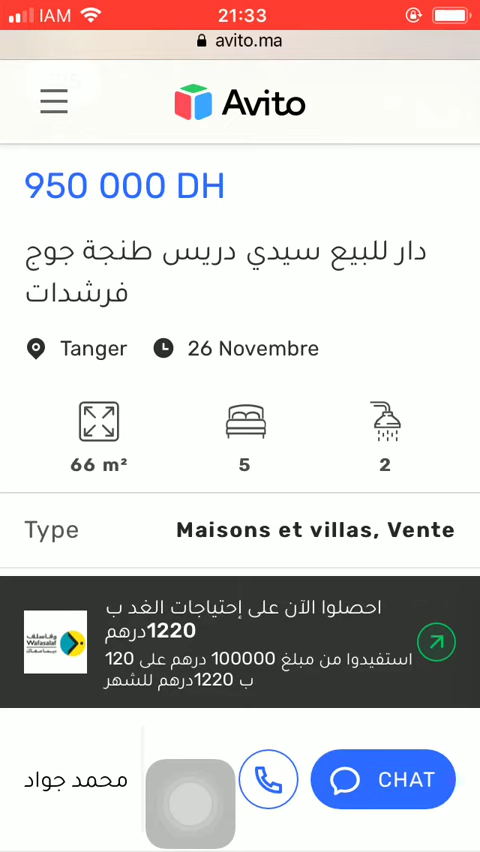 IAM
21:33
avito.ma
Avito
950 000 DH
دار للبيع سيدي دريس طنجة جوج
فرشدات
Tanger
26 Novembre
66 m²
5
2
Type
Maisons et villas, Vente
وفاسلف
Wafasalaf
احصلوا الآن على إحتياجات الغد ب
1220درهم
استفيدوا من مبلغ 100000 درهم على 120
ب 1220درهم للشهر
محمد جواد
CHAT